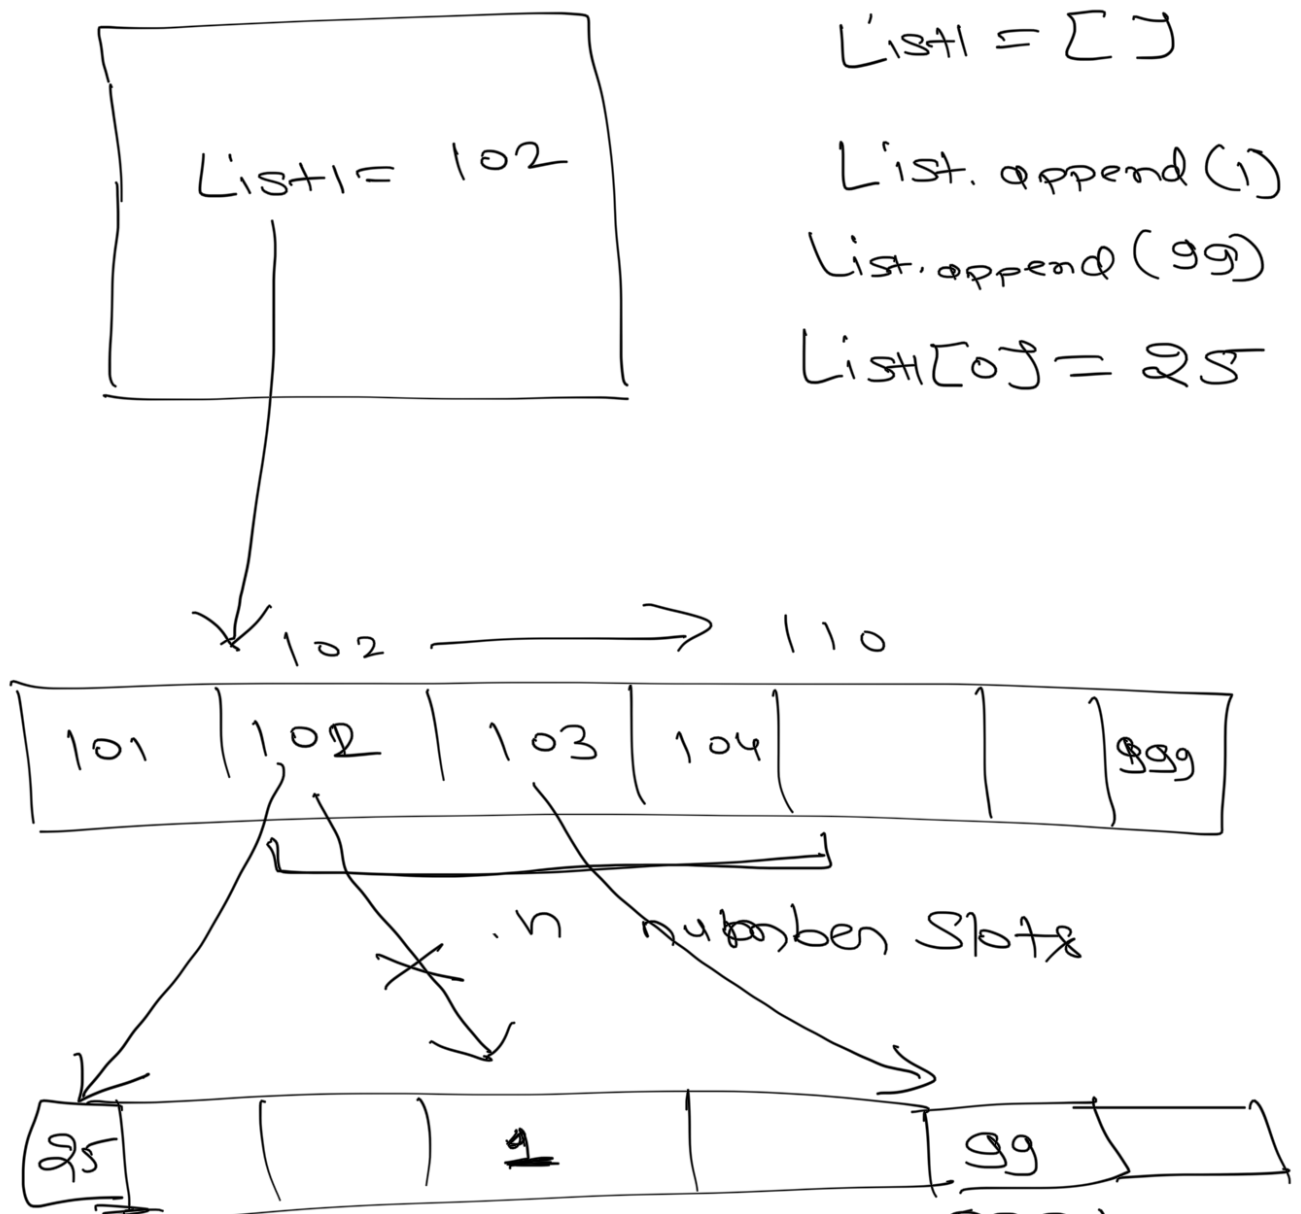 List1 = []
List1 = 102
List.append(1)
List.append(99)
List1[0] = 25
102 110
101 102 103 104 999
n number Slots
25 1 99